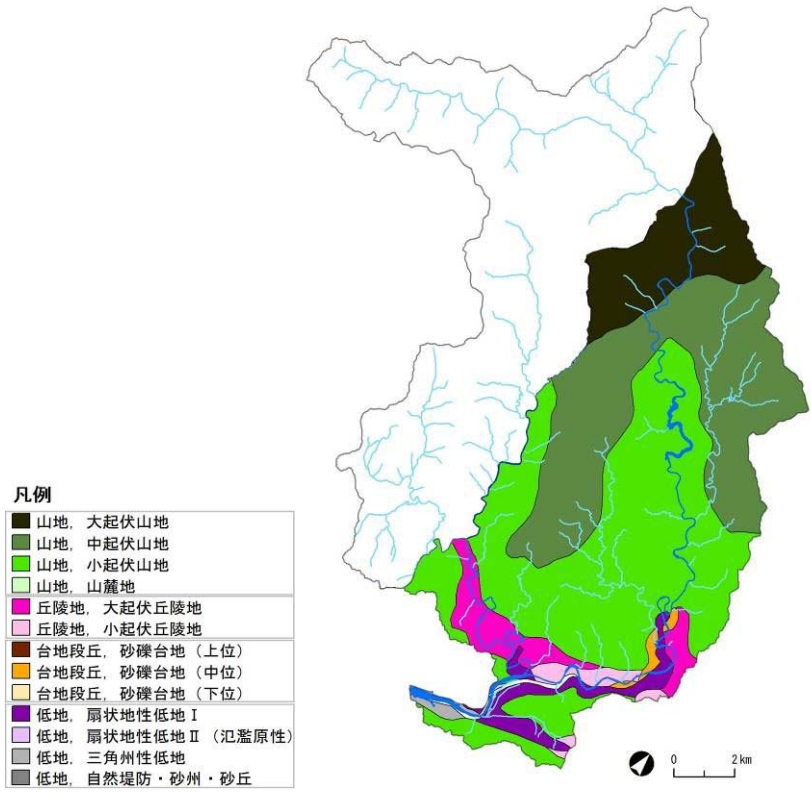 凡例
山地，大起伏山地
山地，中起伏山地
山地，小起伏山地
山地，山麓地
丘陵地，大起伏丘陵地
丘陵地，小起伏丘陵地
台地段丘，砂礫台地（上位）
台地段丘，砂礫台地（中位）
台地段丘，砂礫台地（下位）
低地，扇状地性低地Ⅰ
低地，扇状地性低地Ⅱ（氾濫原性）
低地，三角州性低地
低地，自然堤防・砂州・砂丘
0 2km